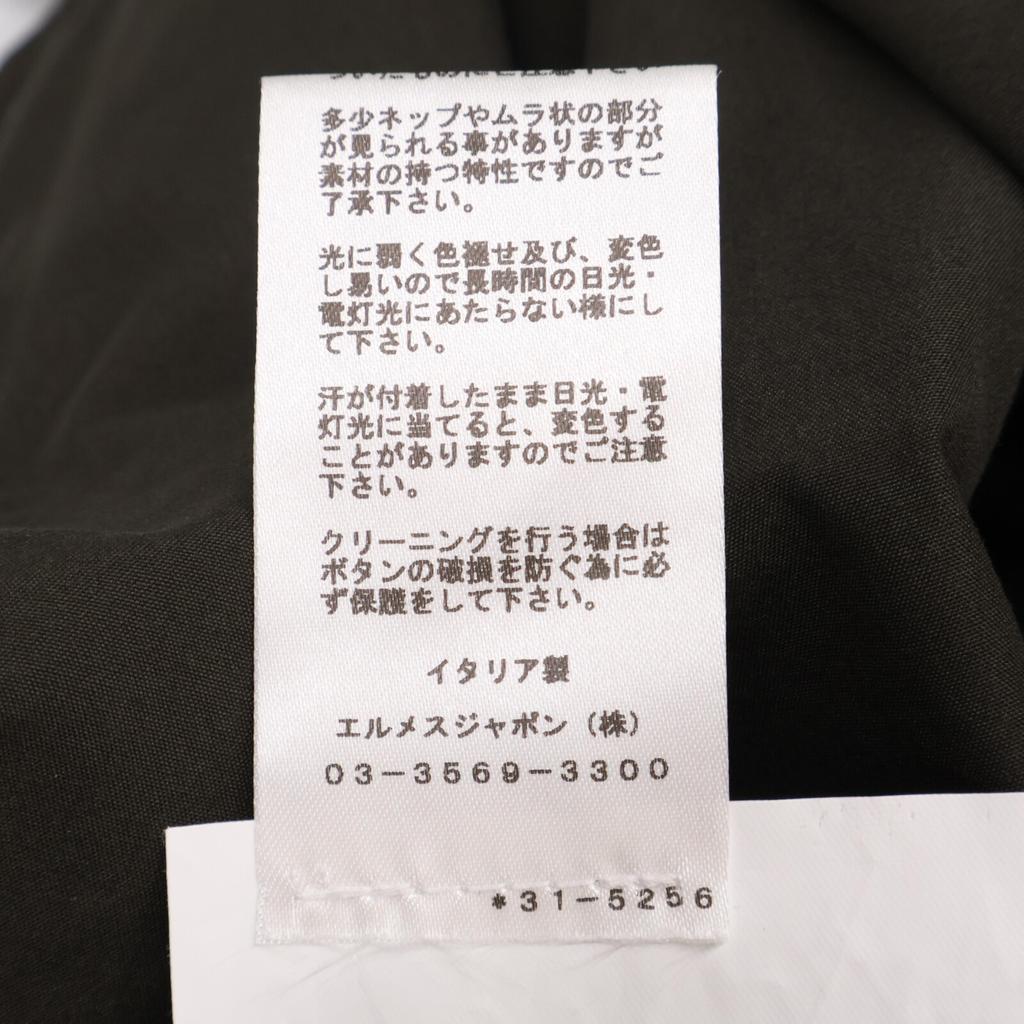 多少ネップやムラ状の部分
が見られる事がありますが
素材の持つ特性ですのでご
了承下さい。
光に弱く色褪せ及び、変色
し易いので長時間の日光・
電灯光にあたらない様にし
て下さい。
汗が付着したまま日光・電
灯光に当てると、変色する
ことがありますのでご注意
下さい。
クリーニングを行う場合は
ボタンの破損を防ぐ為に必
ず保護をして下さい。
イタリア製
エルメスジャポン（株）
03-3569-3300
*31-5256